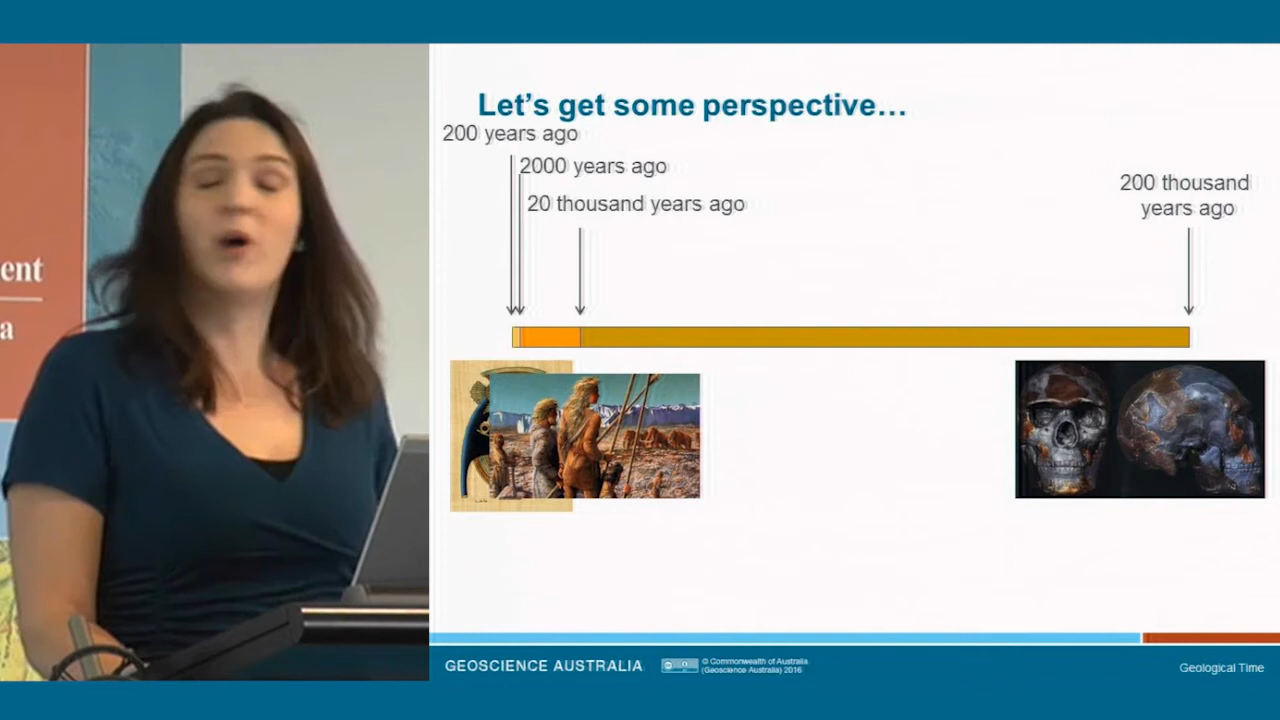 ent
a
Let's get some perspective…
200 years ago
2000 years ago
20 thousand years ago
200 thousand
years ago
GEOSCIENCE AUSTRALIA
© Commonwealth of Australia
(Geoscience Australia) 2016
Geological Time